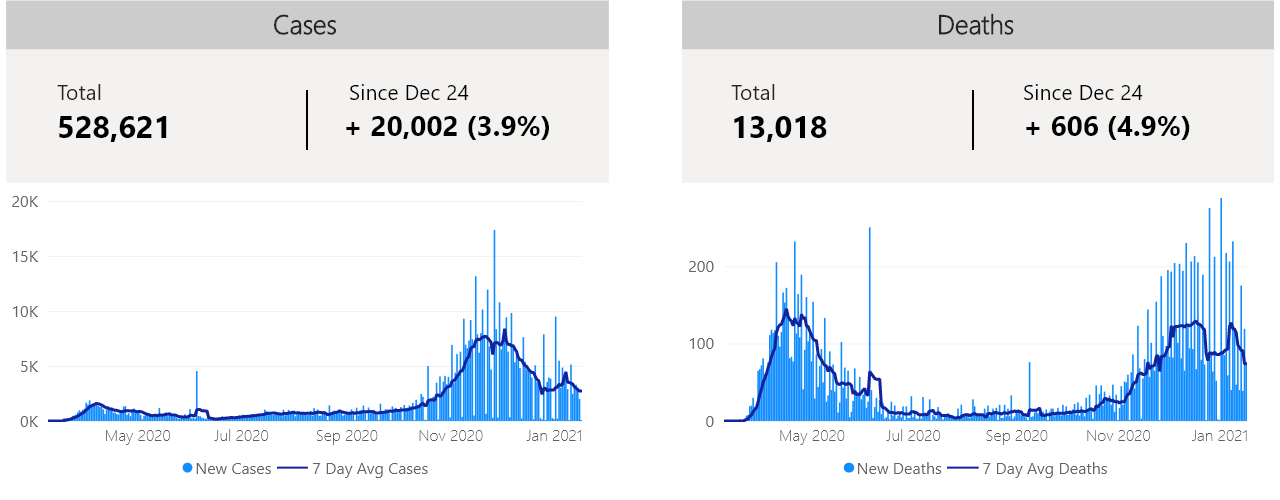 Cases
Total
528,621
Since Dec 24
+ 20,002 (3.9%)
20K
15K
10K
5K
0K
May 2020 Jul 2020 Sep 2020 Nov 2020 Jan 2021
New Cases 7 Day Avg Cases
Deaths
Total
13,018
Since Dec 24
+ 606 (4.9%)
200
100
0
May 2020 Jul 2020 Sep 2020 Nov 2020 Jan 2021
New Deaths 7 Day Avg Deaths